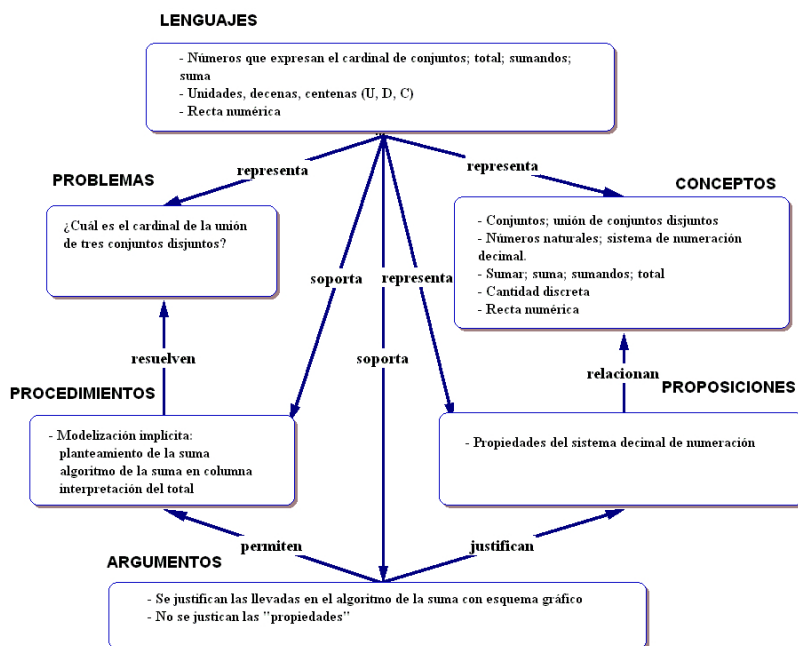 LENGUAJES
- Números que expresan el cardinal de conjuntos; total; sumandos;
suma
- Unidades, decenas, centenas (U, D, C)
- Recta numérica
representa
representa
PROBLEMAS
CONCEPTOS
¿Cuál es el cardinal de la unión
de tres conjuntos disjuntos?
- Conjuntos; unión de conjuntos disjuntos
- Números naturales; sistema de numeración
decimal.
- Sumar; suma; sumandos; total
- Cantidad discreta
- Recta numérica
soporta
representa
resuelven
soporta
relacionan
PROCEDIMIENTOS
PROPOSICIONES
- Modelización implícita:
planteamiento de la suma
algoritmo de la suma en columna
interpretación del total
- Propiedades del sistema decimal de numeración
permiten
justifican
ARGUMENTOS
- Se justifican las llevadas en el algoritmo de la suma con esquema gráfico
- No se justican las "propiedades"